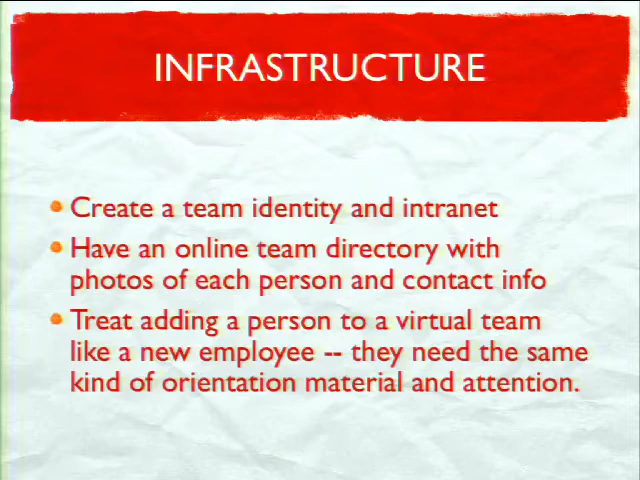 INFRASTRUCTURE
Create a team identity and intranet
Have an online team directory with
photos of each person and contact info
Treat adding a person to a virtual team
like a new employee -- they need the same
kind of orientation material and attention.